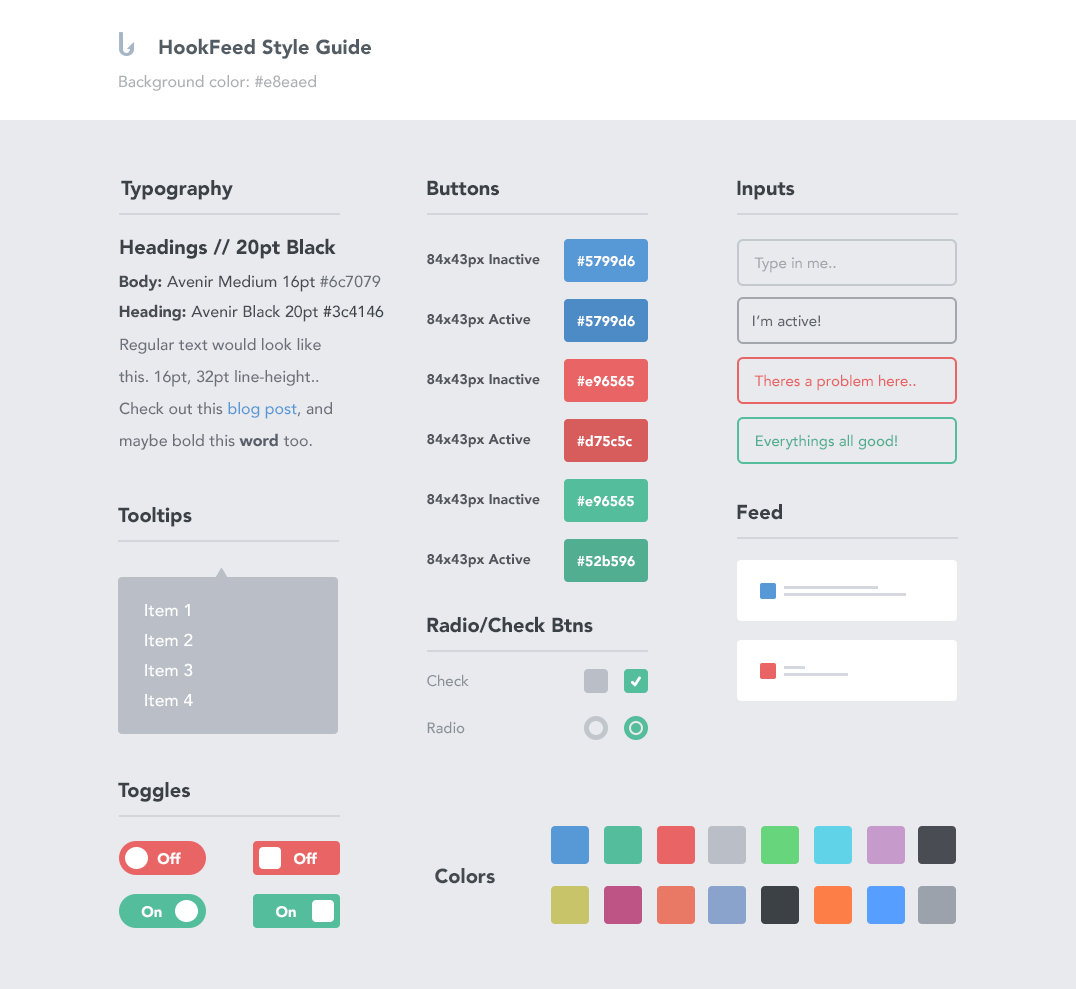 HookFeed Style Guide
Background color: #e8eaed
Typography
Headings // 20pt Black
Body: Avenir Medium 16pt #6c7079
Heading: Avenir Black 20pt #3c4146
Regular text would look like
this. 16pt, 32pt line-height..
Check out this blog post, and
maybe bold this word too.
Tooltips
Item 1
Item 2
Item 3
Item 4
Toggles
Off
Off
On
On
Buttons
84x43px Inactive #5799d6
84x43px Active #5799d6
84x43px Inactive #e96565
84x43px Active #d75c5c
84x43px Inactive #e96565
84x43px Active #52b596
Radio/Check Btns
Check
Radio
Inputs
Type in me..
I'm active!
Theres a problem here..
Everythings all good!
Feed
Colors